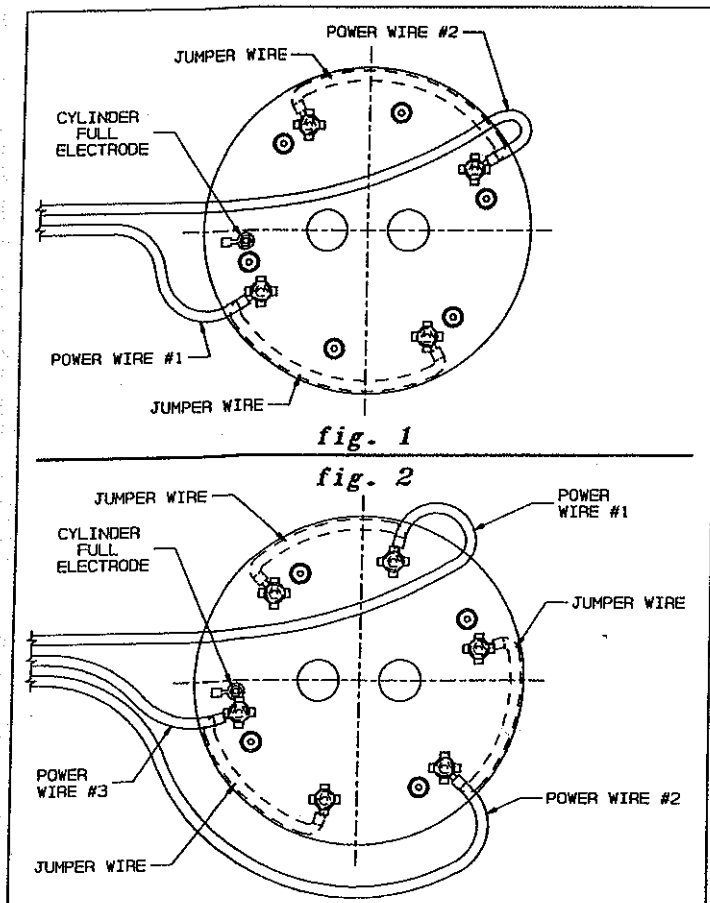 POWER WIRE #2
JUMPER WIRE
CYLINDER
FULL
ELECTRODE
POWER WIRE #1
JUMPER WIRE
fig. 1
fig. 2
JUMPER WIRE
POWER
WIRE #1
CYLINDER
FULL
ELECTRODE
JUMPER WIRE
POWER
WIRE #3
POWER WIRE #2
JUMPER WIRE